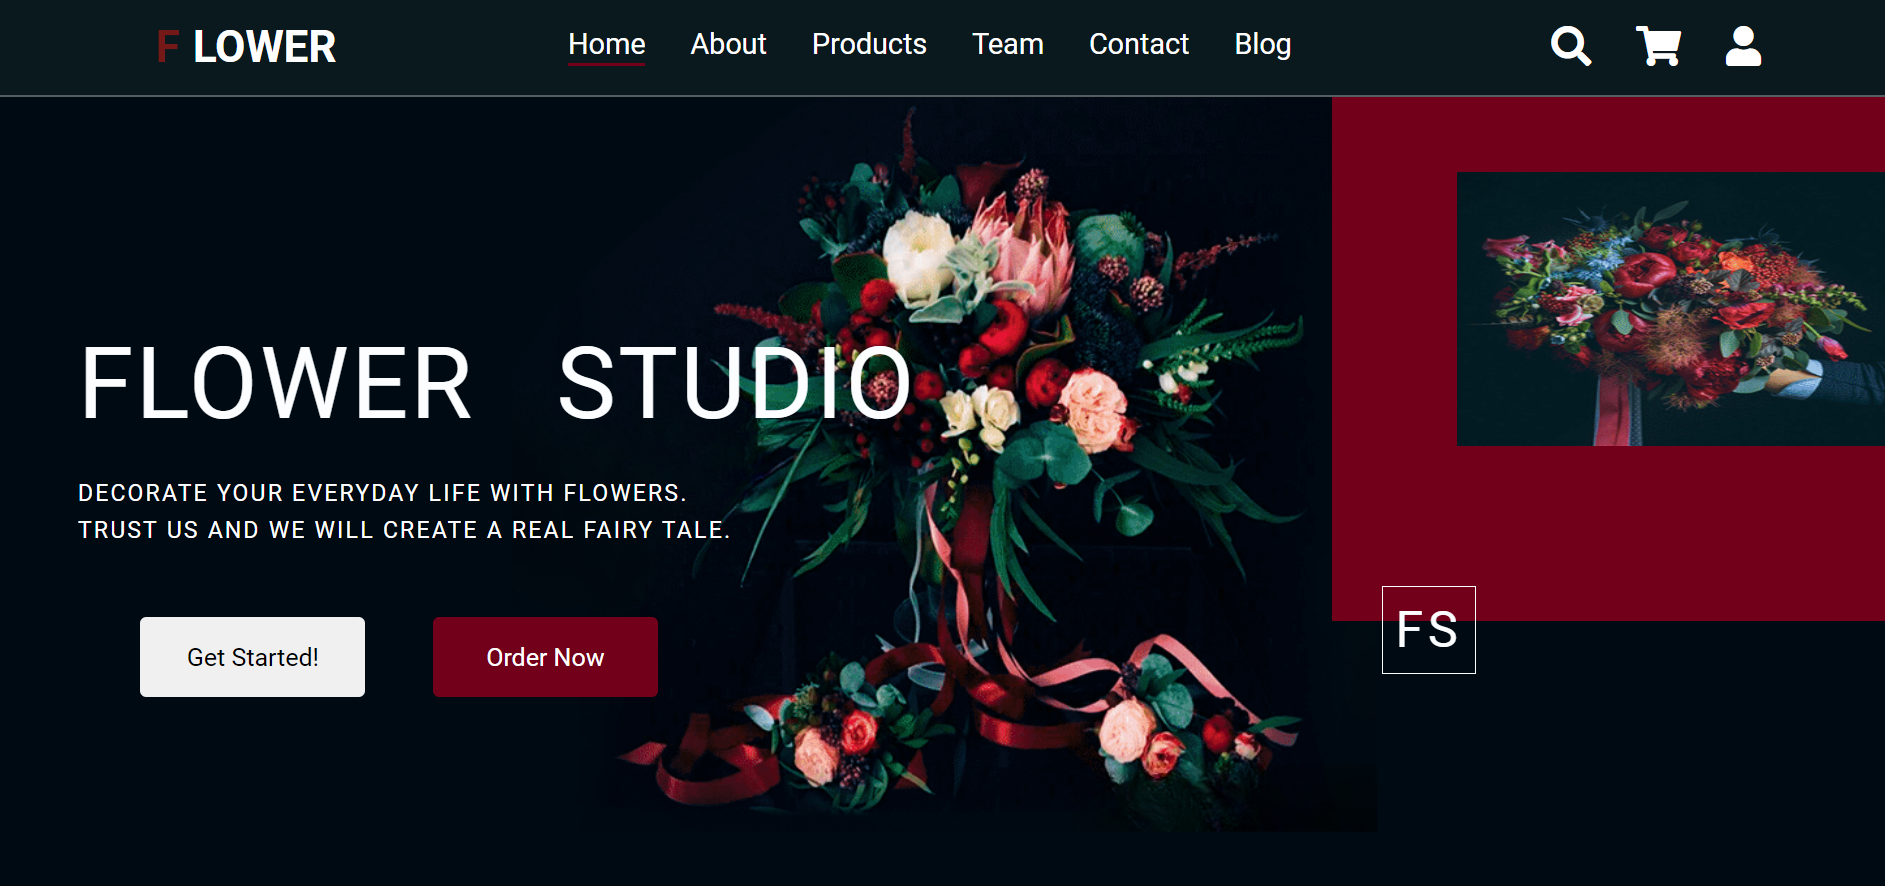 F LOWER
Home About Products Team Contact Blog
FLOWER STUDIO
DECORATE YOUR EVERYDAY LIFE WITH FLOWERS.
TRUST US AND WE WILL CREATE A REAL FAIRY TALE.
Get Started! Order Now
FS